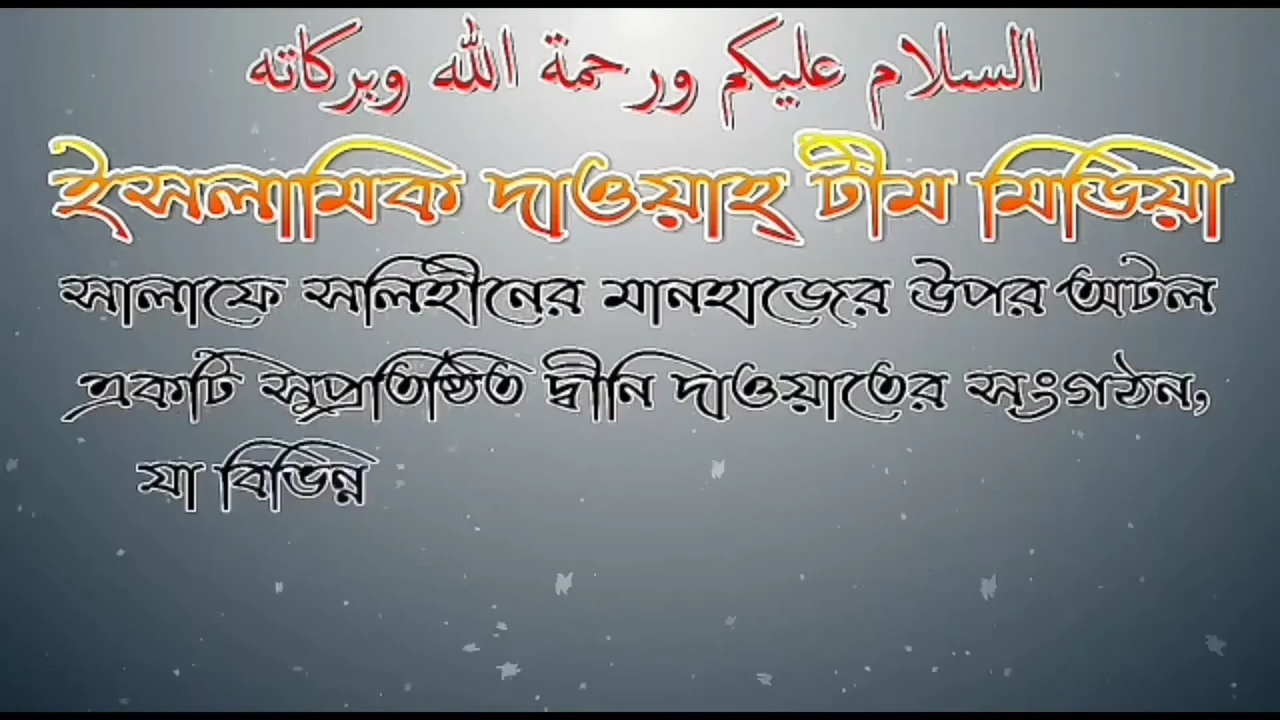 السلام عليكم ورحمة الله وبركاته
ইসলামিক দাওয়াহ্ টীম মিডিয়া
সালাফে সলিহীনের মানহাজের উপর অটল
একটি সুপ্রতিষ্ঠিত দ্বীনি দাওয়াতের সংগঠন,
যা বিভিন্ন